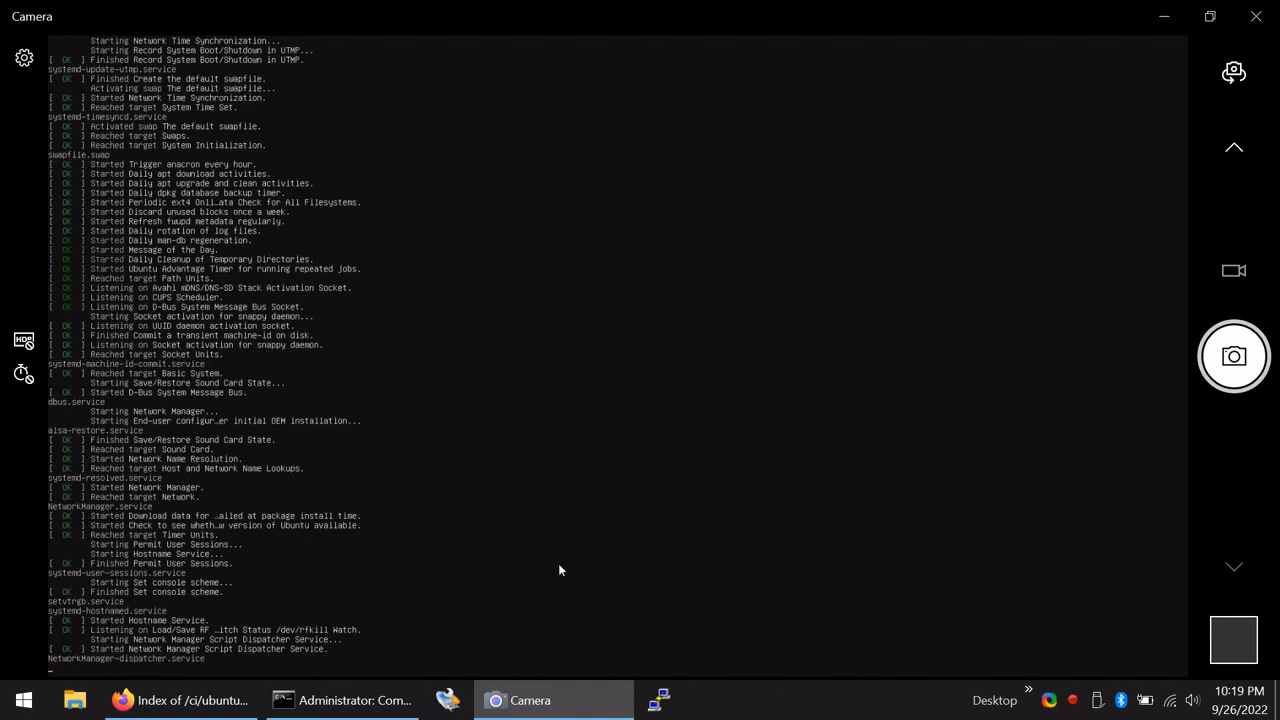 Camera
Starting Network Time Synchronization...
Starting Record System Boot/Shutdown in UTMP...
[ OK ] Finished Record System Boot/Shutdown in UTMP.
systemd-update-utmp.service
[ OK ] Finished Create the default swapfile.
Activating swap The default swapfile...
[ OK ] Started Network Time Synchronization.
[ OK ] Reached target System Time Set.
systemd-timesyncd.service
[ OK ] Activated swap The default swapfile.
[ OK ] Reached target Swaps.
[ OK ] Reached target System Initialization.
swapfile.swap
[ OK ] Started Trigger anacron every hour.
[ OK ] Started Daily apt download activities.
[ OK ] Started Daily apt upgrade and clean activities.
[ OK ] Started Daily dpkg database backup timer.
[ OK ] Started Periodic ext4 Onli…ata Check for All Filesystems.
[ OK ] Started Discard unused blocks once a week.
[ OK ] Started Refresh fwupd metadata regularly.
[ OK ] Started Daily rotation of log files.
[ OK ] Started Daily man-db regeneration.
[ OK ] Started Message of the Day.
[ OK ] Started Daily Cleanup of Temporary Directories.
[ OK ] Started Ubuntu Advantage Timer for running repeated jobs.
[ OK ] Reached target Path Units.
[ OK ] Listening on Avahi mDNS/DNS-SD Stack Activation Socket.
[ OK ] Listening on CUPS Scheduler.
[ OK ] Listening on D-Bus System Message Bus Socket.
Starting Socket activation for snappy daemon...
[ OK ] Listening on UUID daemon activation socket.
[ OK ] Finished Commit a transient machine-id on disk.
[ OK ] Listening on Socket activation for snappy daemon.
[ OK ] Reached target Socket Units.
systemd-machine-id-commit.service
[ OK ] Reached target Basic System.
Starting Save/Restore Sound Card State...
[ OK ] Started D-Bus System Message Bus.
dbus.service
Starting Network Manager...
Starting End-user configur…er initial OEM installation...
alsa-restore.service
[ OK ] Finished Save/Restore Sound Card State.
[ OK ] Reached target Sound Card.
[ OK ] Started Network Name Resolution.
[ OK ] Reached target Host and Network Name Lookups.
systemd-resolved.service
[ OK ] Started Network Manager.
[ OK ] Reached target Network.
NetworkManager.service
[ OK ] Started Download data for …ailed at package install time.
[ OK ] Started Check to see wheth…w version of Ubuntu available.
[ OK ] Reached target Timer Units.
Starting Permit User Sessions...
Starting Hostname Service...
[ OK ] Finished Permit User Sessions.
systemd-user-sessions.service
Starting Set console scheme...
[ OK ] Finished Set console scheme.
setvtrgb.service
systemd-hostnamed.service
[ OK ] Started Hostname Service.
[ OK ] Listening on Load/Save RF …itch Status /dev/rfkill Watch.
Starting Network Manager Script Dispatcher Service...
[ OK ] Started Network Manager Script Dispatcher Service.
NetworkManager-dispatcher.service
HDR
Index of /ci/ubuntu...
Administrator: Com...
Camera
Desktop
10:19 PM
9/26/2022